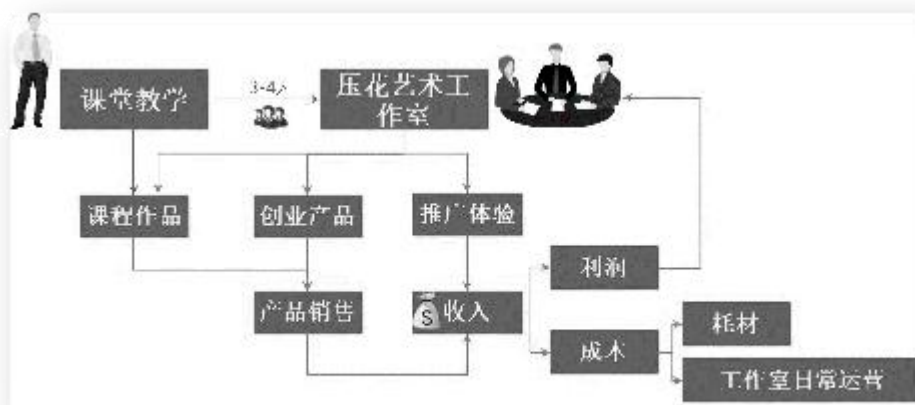 课堂教学
3-4人
压花艺术工
作室
课程作品
创业产品
推广体验
利润
产品销售
$收入
耗材
成本
工作室日常运营